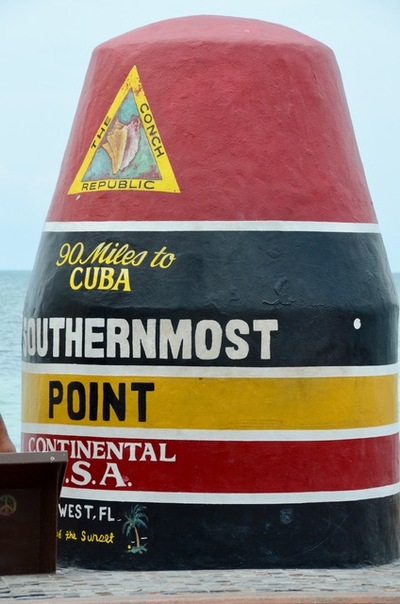 THE CONCH
REPUBLIC
90 Miles to
CUBA
SOUTHERNMOST
POINT
CONTINENTAL
.S.A.
WEST, FL
of the Sunset